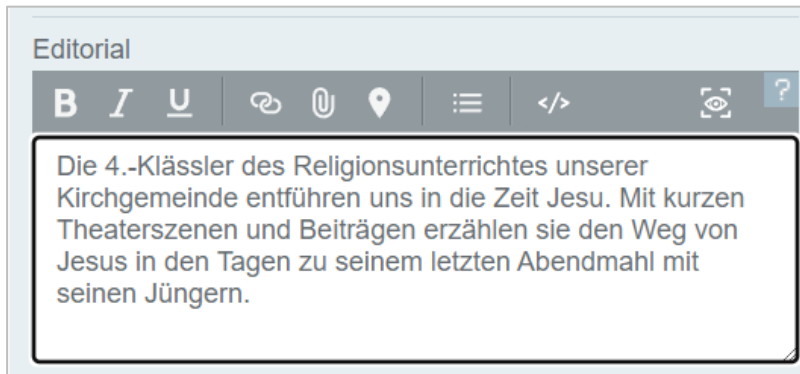 Editorial
B I U </> ?
Die 4.-Klässler des Religionsunterrichtes unserer
Kirchgemeinde entführen uns in die Zeit Jesu. Mit kurzen
Theaterszenen und Beiträgen erzählen sie den Weg von
Jesus in den Tagen zu seinem letzten Abendmahl mit
seinen Jüngern.